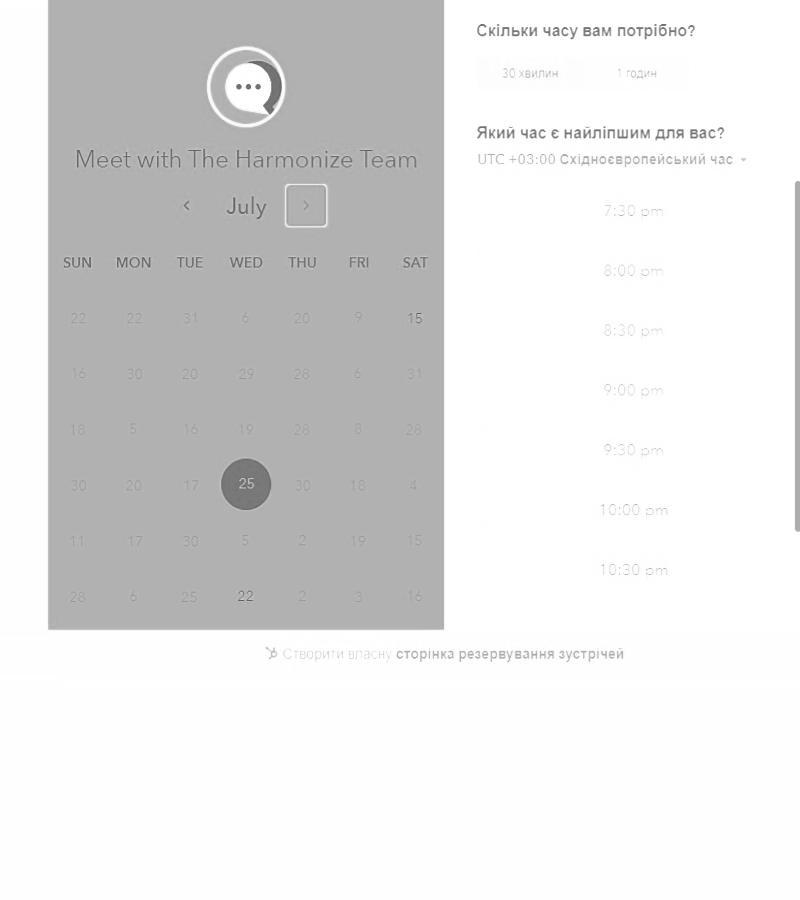 Meet with The Harmonize Team
July
SUN MON TUE WED THU FRI SAT
22 22 31 6 20 9 15
16 30 20 29 28 6 31
18 5 16 19 28 8 28
30 20 17 25 30 18 4
11 17 30 5 2 19 15
28 6 25 22 2 3 16
Скільки часу вам потрібно?
30 хвилин 1 годин
Який час є найліпшим для вас?
UTC +03:00 Східноєвропейський час
7:30 pm
8:00 pm
8:30 pm
9:00 pm
9:30 pm
10:00 pm
10:30 pm
Створити власну сторінка резервування зустрічей